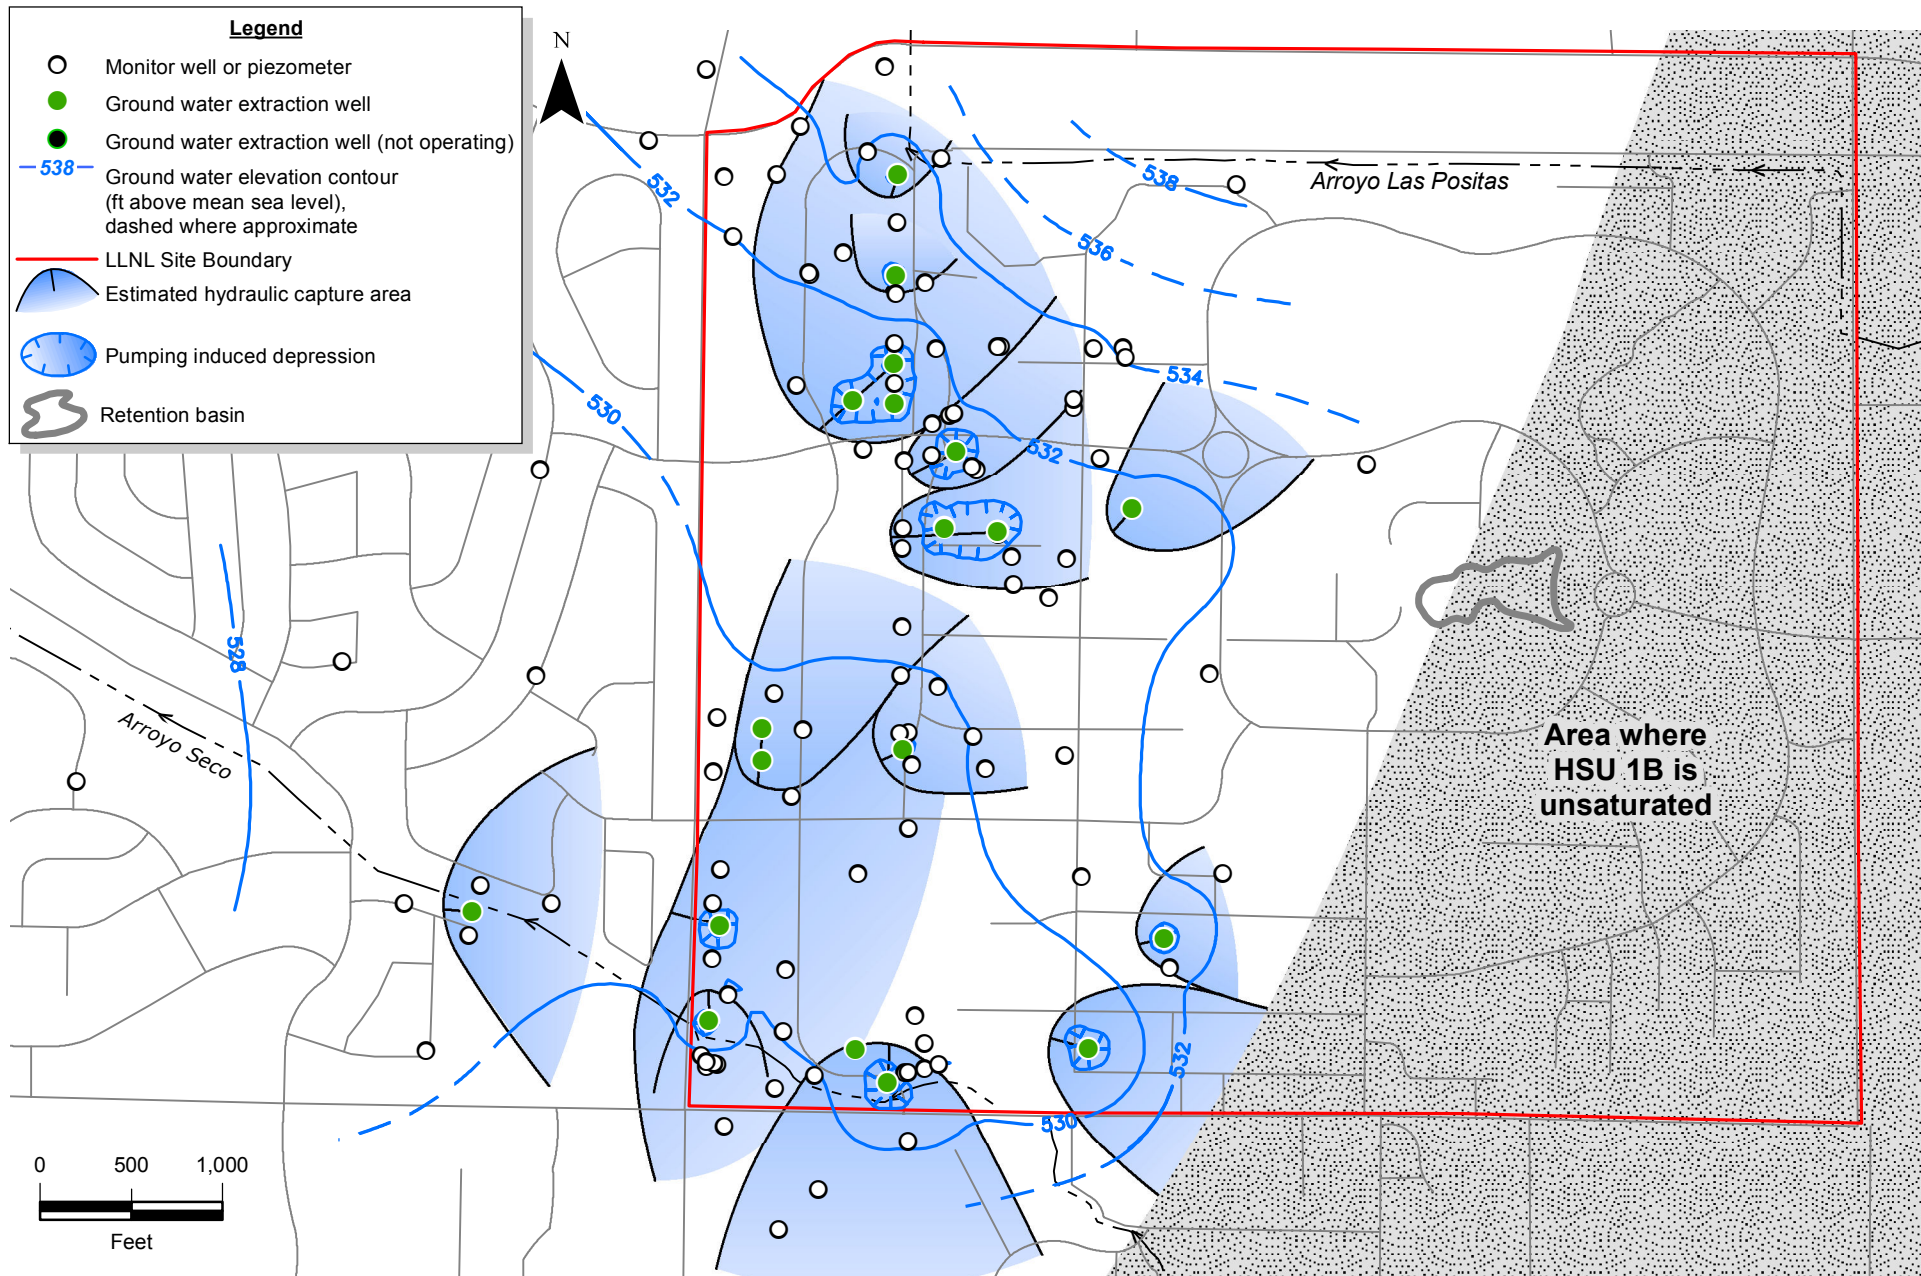 Legend
Monitor well or piezometer
Ground water extraction well
Ground water extraction well (not operating)
538
Ground water elevation contour
(ft above mean sea level),
dashed where approximate
LLNL Site Boundary
Estimated hydraulic capture area
Pumping induced depression
Retention basin
N
532
538
Arroyo Las Positas
536
534
530
532
528
Arroyo Seco
Area where
HSU 1B is
unsaturated
532
530
0 500 1,000
Feet